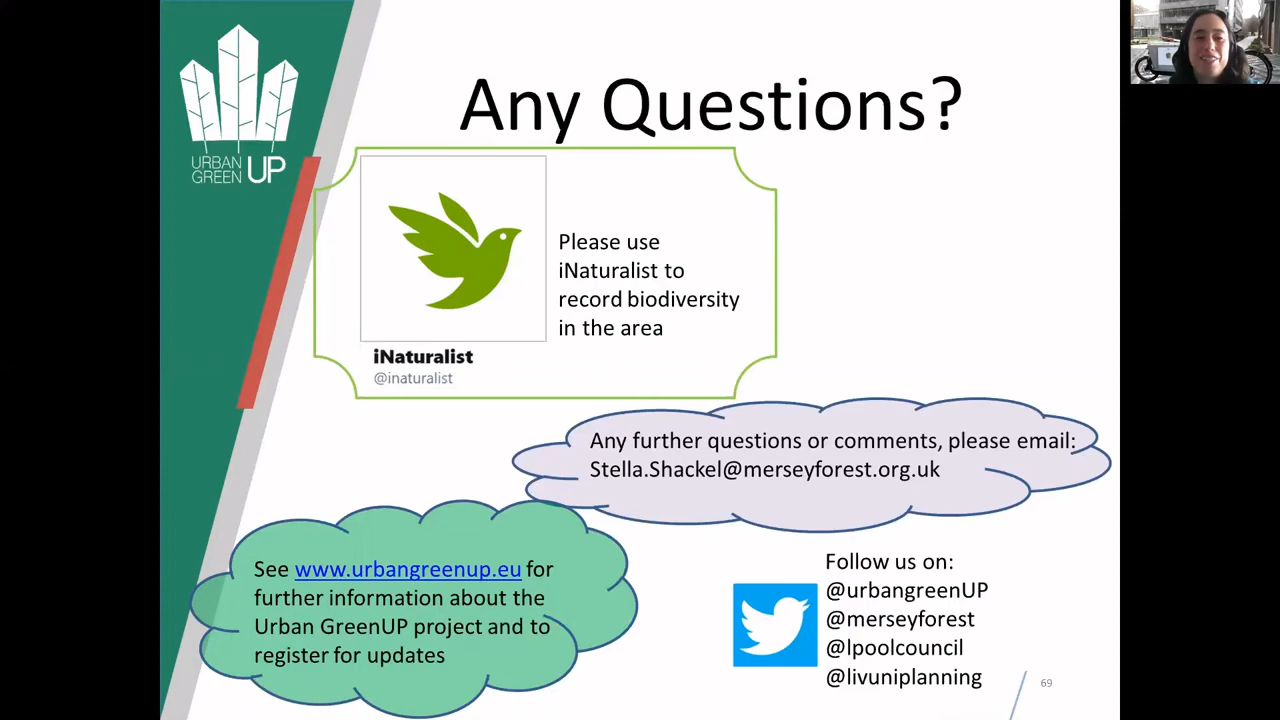 URBAN
GREEN UP
Any Questions?
Please use
iNaturalist to
record biodiversity
in the area
iNaturalist
@inaturalist
Any further questions or comments, please email:
Stella.Shackel@merseyforest.org.uk
See www.urbangreenup.eu for
further information about the
Urban GreenUP project and to
register for updates
Follow us on:
@urbangreenUP
@merseyforest
@lpoolcouncil
@livuniplanning
69